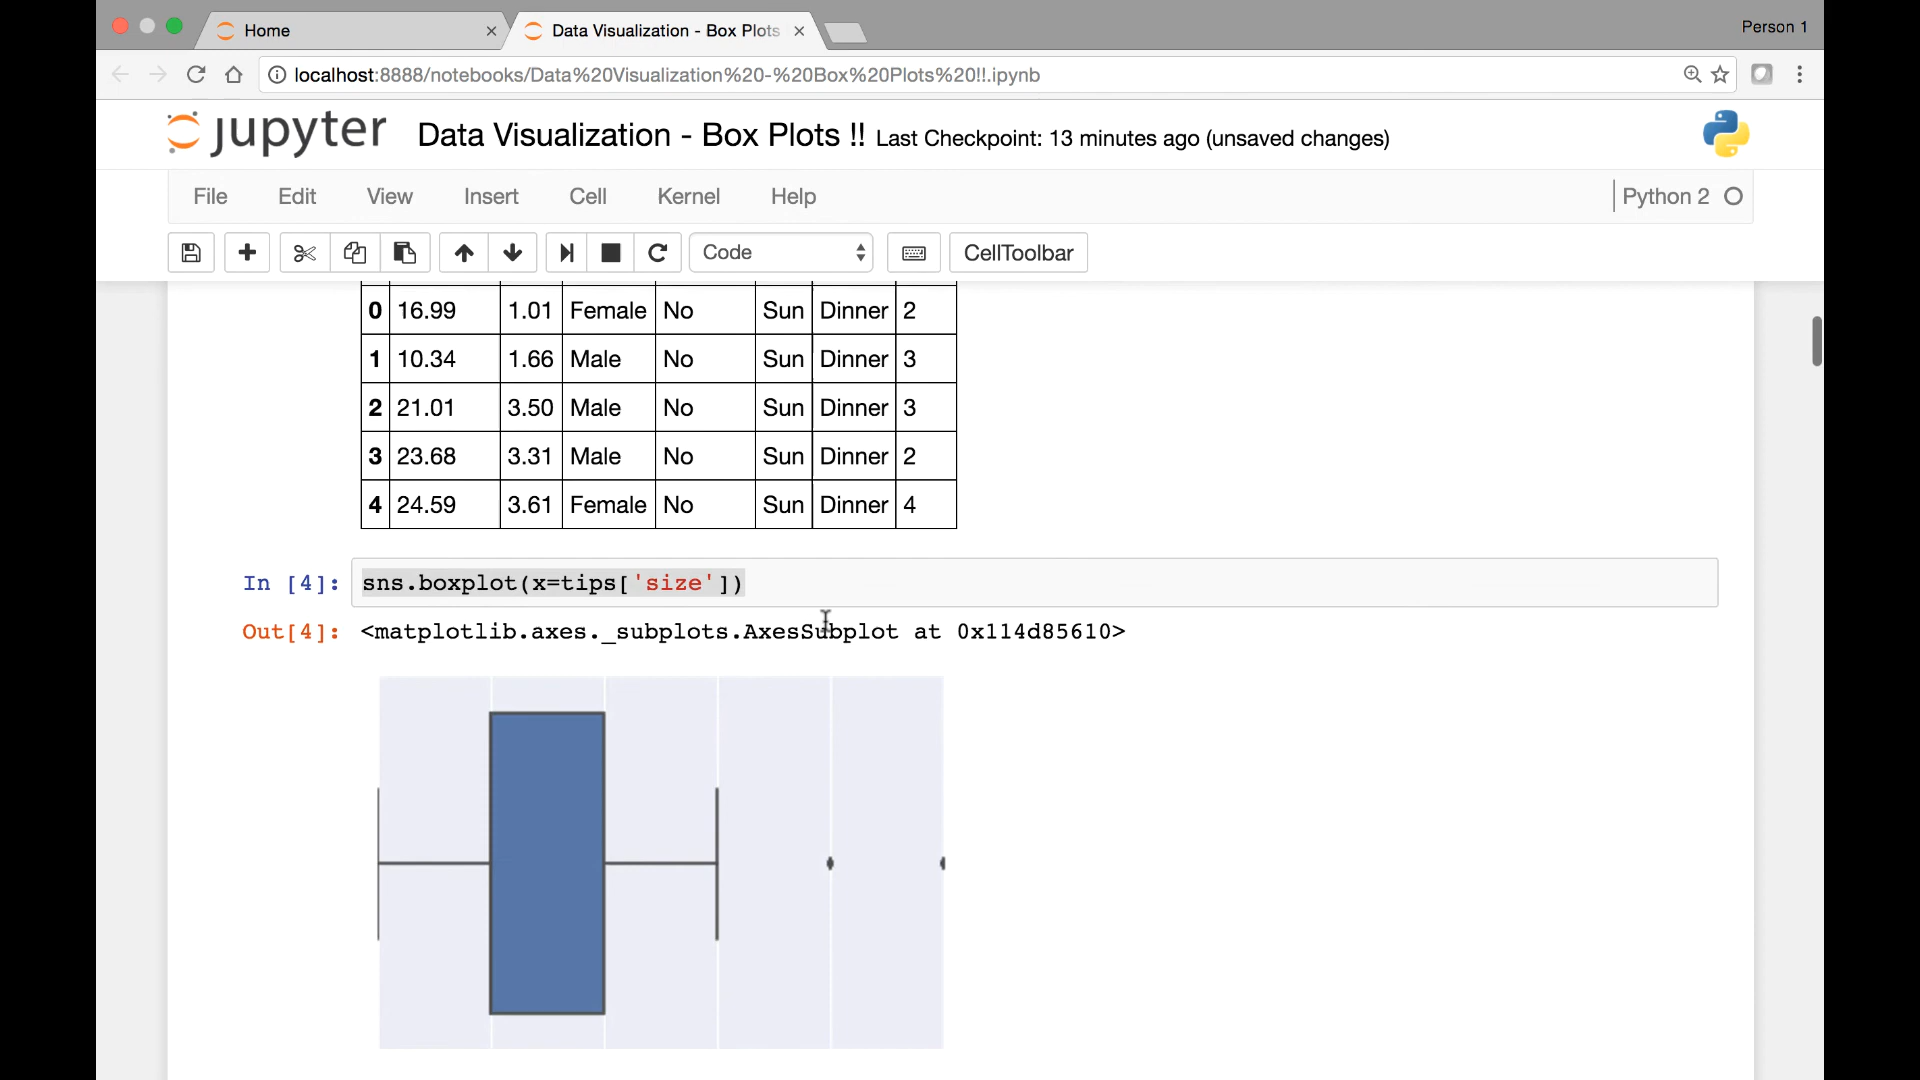 Home
Data Visualization - Box Plots
Person 1
localhost:8888/notebooks/Data%20Visualization%20-%20Box%20Plots%20!!.ipynb
jupyter Data Visualization - Box Plots !! Last Checkpoint: 13 minutes ago (unsaved changes)
File Edit View Insert Cell Kernel Help Python 2
Code CellToolbar
0 16.99 1.01 Female No Sun Dinner 2
1 10.34 1.66 Male No Sun Dinner 3
2 21.01 3.50 Male No Sun Dinner 3
3 23.68 3.31 Male No Sun Dinner 2
4 24.59 3.61 Female No Sun Dinner 4
In [4]: sns.boxplot(x=tips['size'])
Out[4]: <matplotlib.axes._subplots.AxesSubplot at 0x114d85610>